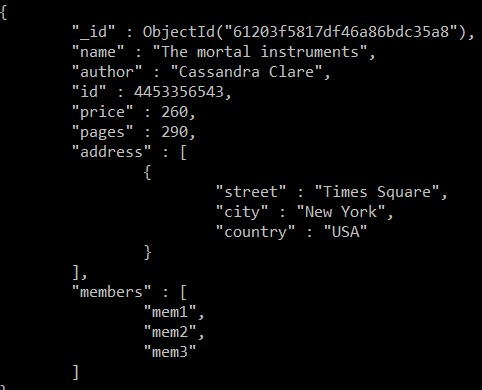 {
"_id" : ObjectId("61203f5817df46a86bdc35a8"),
"name" : "The mortal instruments",
"author" : "Cassandra Clare",
"id" : 4453356543,
"price" : 260,
"pages" : 290,
"address" : [
{
"street" : "Times Square",
"city" : "New York",
"country" : "USA"
}
],
"members" : [
"mem1",
"mem2",
"mem3"
]
}